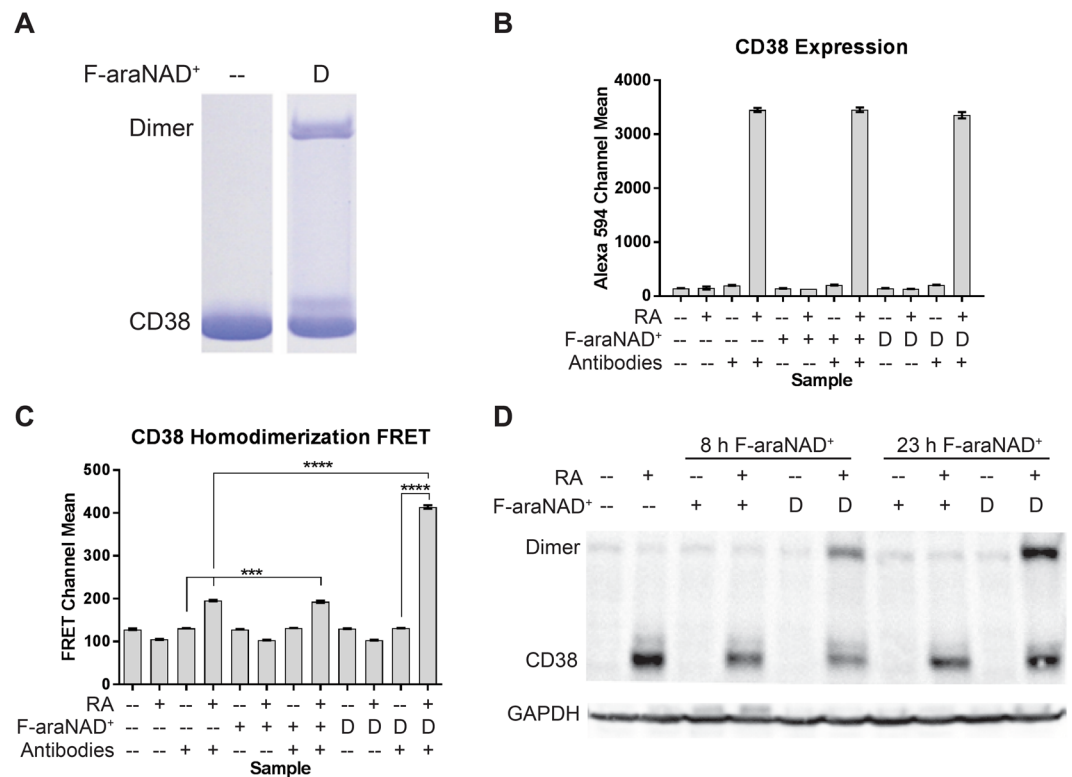 A
F-araNAD⁺ -- D
Dimer
CD38
B
CD38 Expression
Alexa 594 Channel Mean
4000
3000
2000
1000
0
RA -- + -- + -- + -- + -- + -- +
F-araNAD⁺ -- -- -- -- + + + + D D D D
Antibodies -- -- + + -- -- + + -- -- + +
Sample
C
CD38 Homodimerization FRET
FRET Channel Mean
500
400
300
200
100
0
****
****
***
RA -- + -- + -- + -- + -- + -- +
F-araNAD⁺ -- -- -- -- + + + + D D D D
Antibodies -- -- + + -- -- + + -- -- + +
Sample
D
8 h F-araNAD⁺ 23 h F-araNAD⁺
RA -- + -- + -- + -- + -- +
F-araNAD⁺ -- -- + + D D + + D D
Dimer
CD38
GAPDH